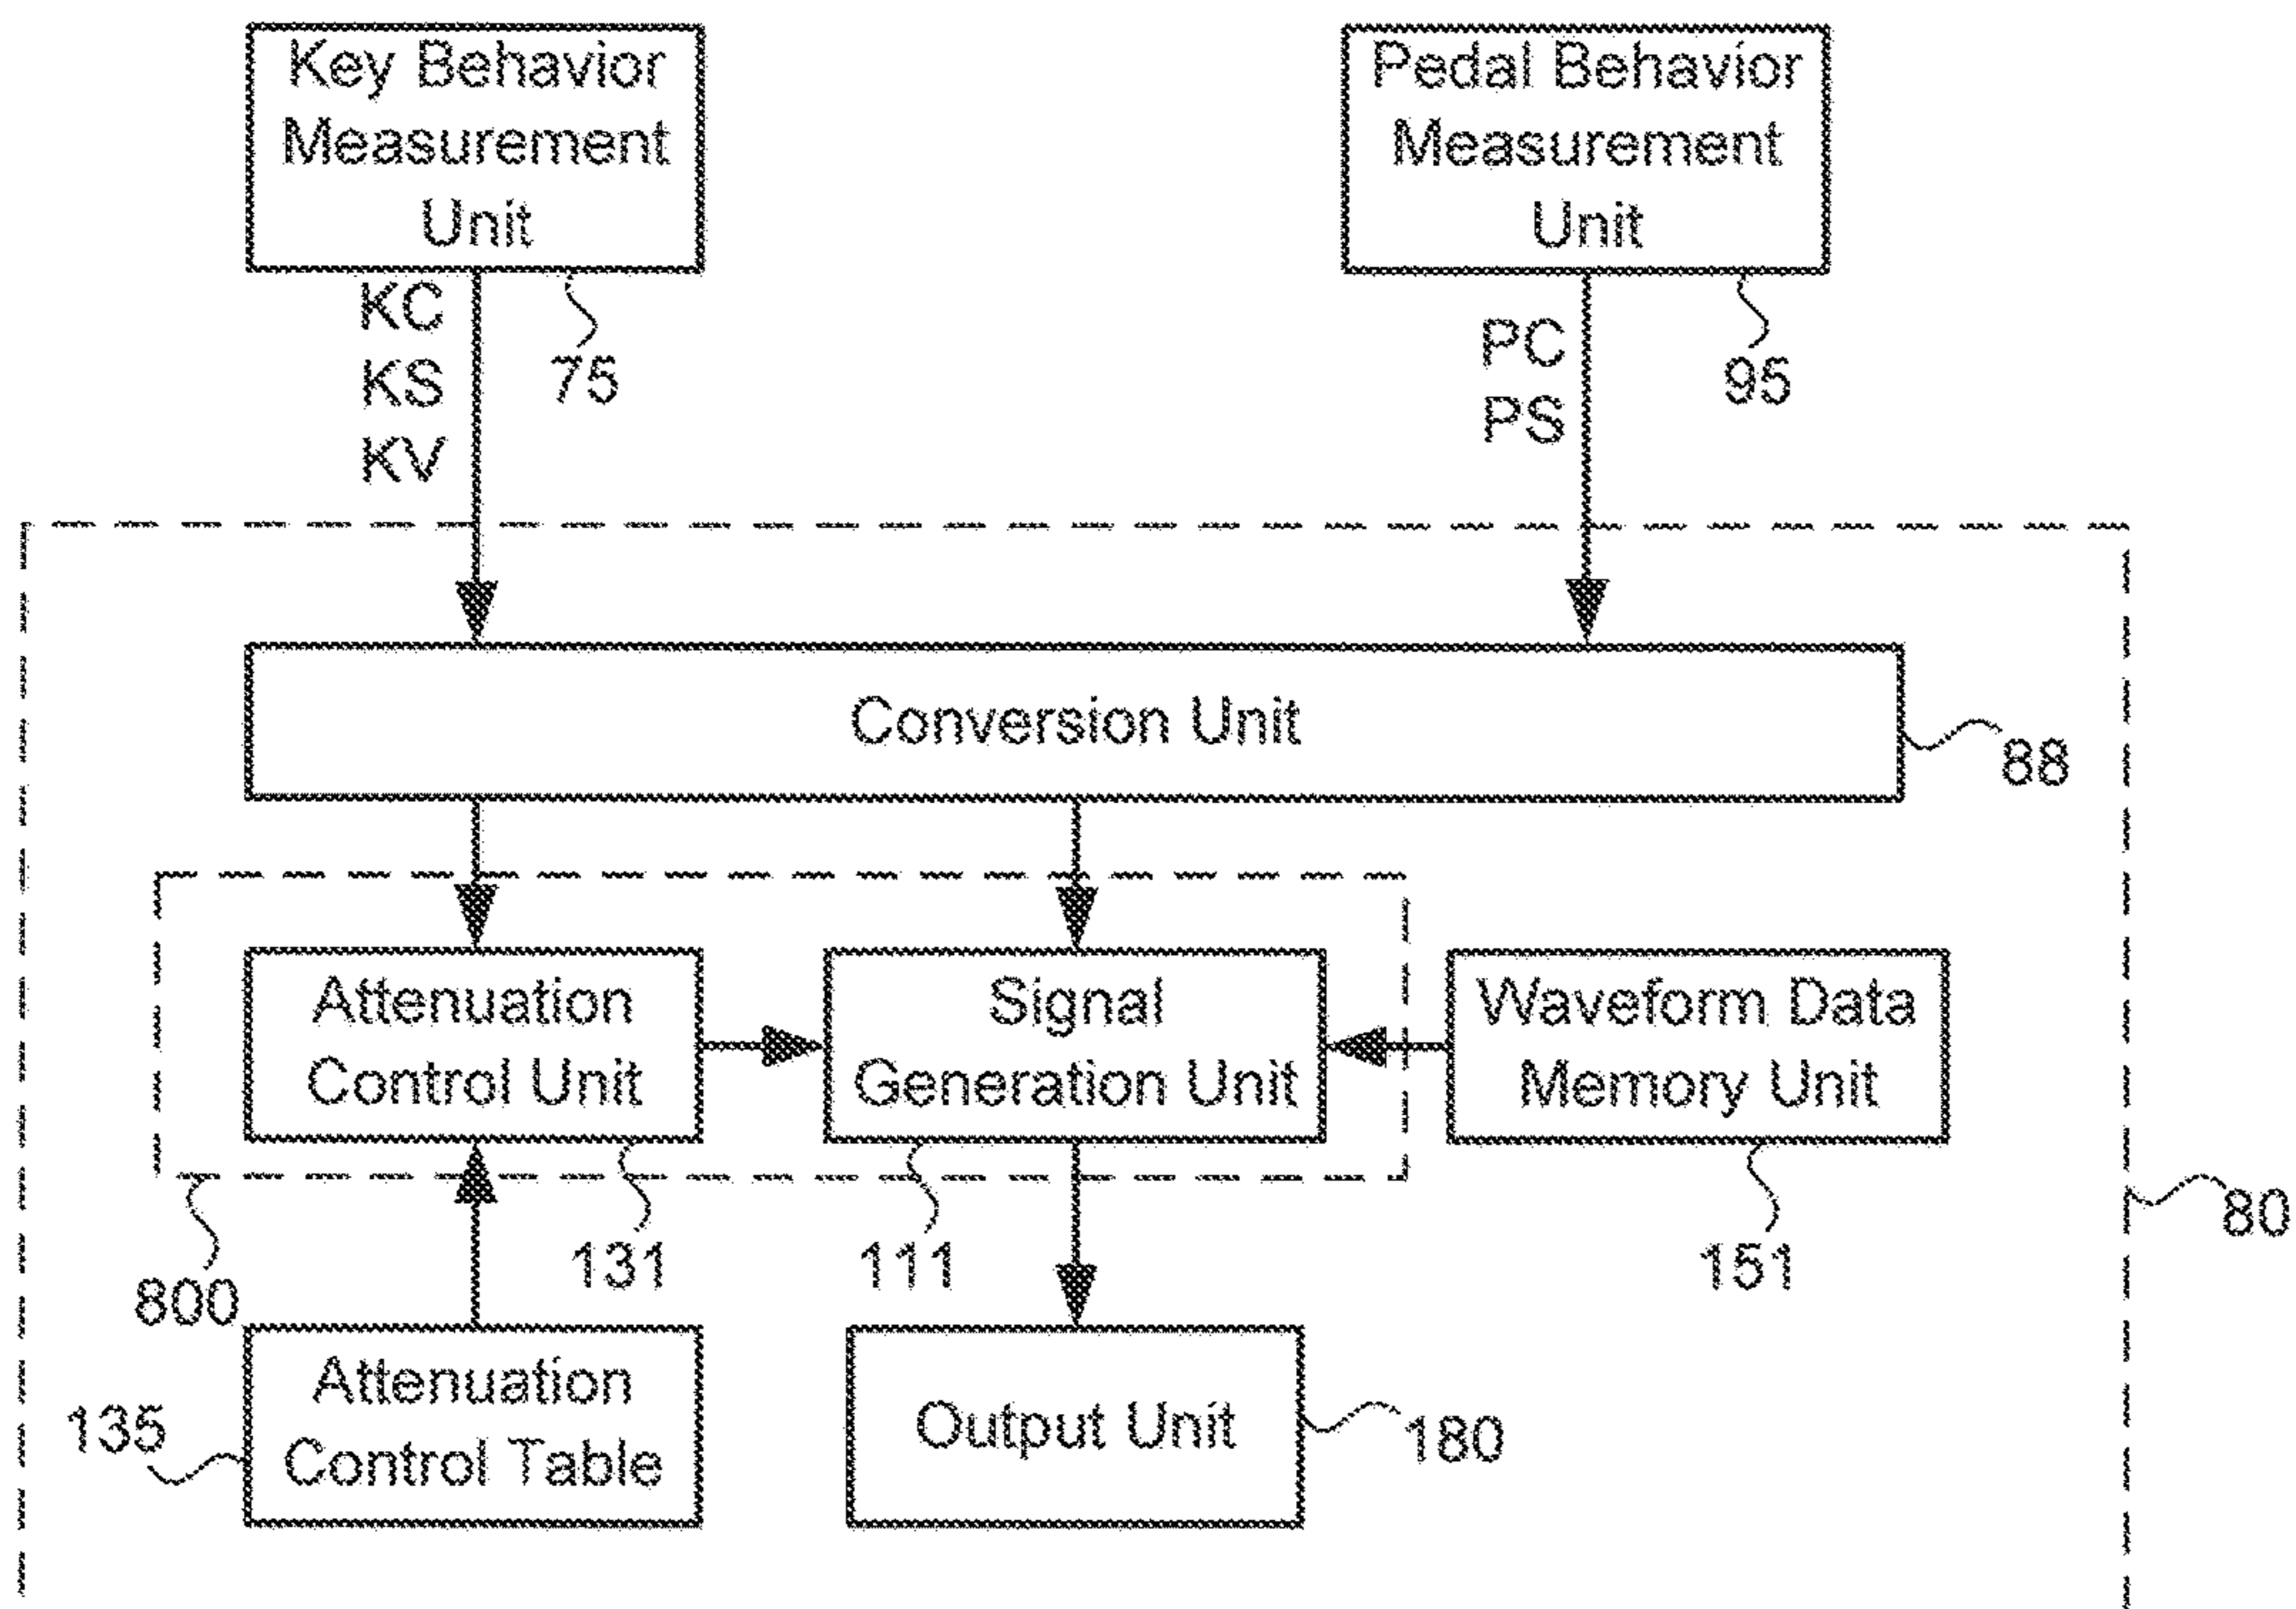 Key Behavior
Measurement
Unit
Pedal Behavior
Measurement
Unit
KC
KS
KV
75
PC
PS
95
Conversion Unit
88
Attenuation
Control Unit
Signal
Generation Unit
Waveform Data
Memory Unit
80
800
131
111
151
135
Attenuation
Control Table
Output Unit
180